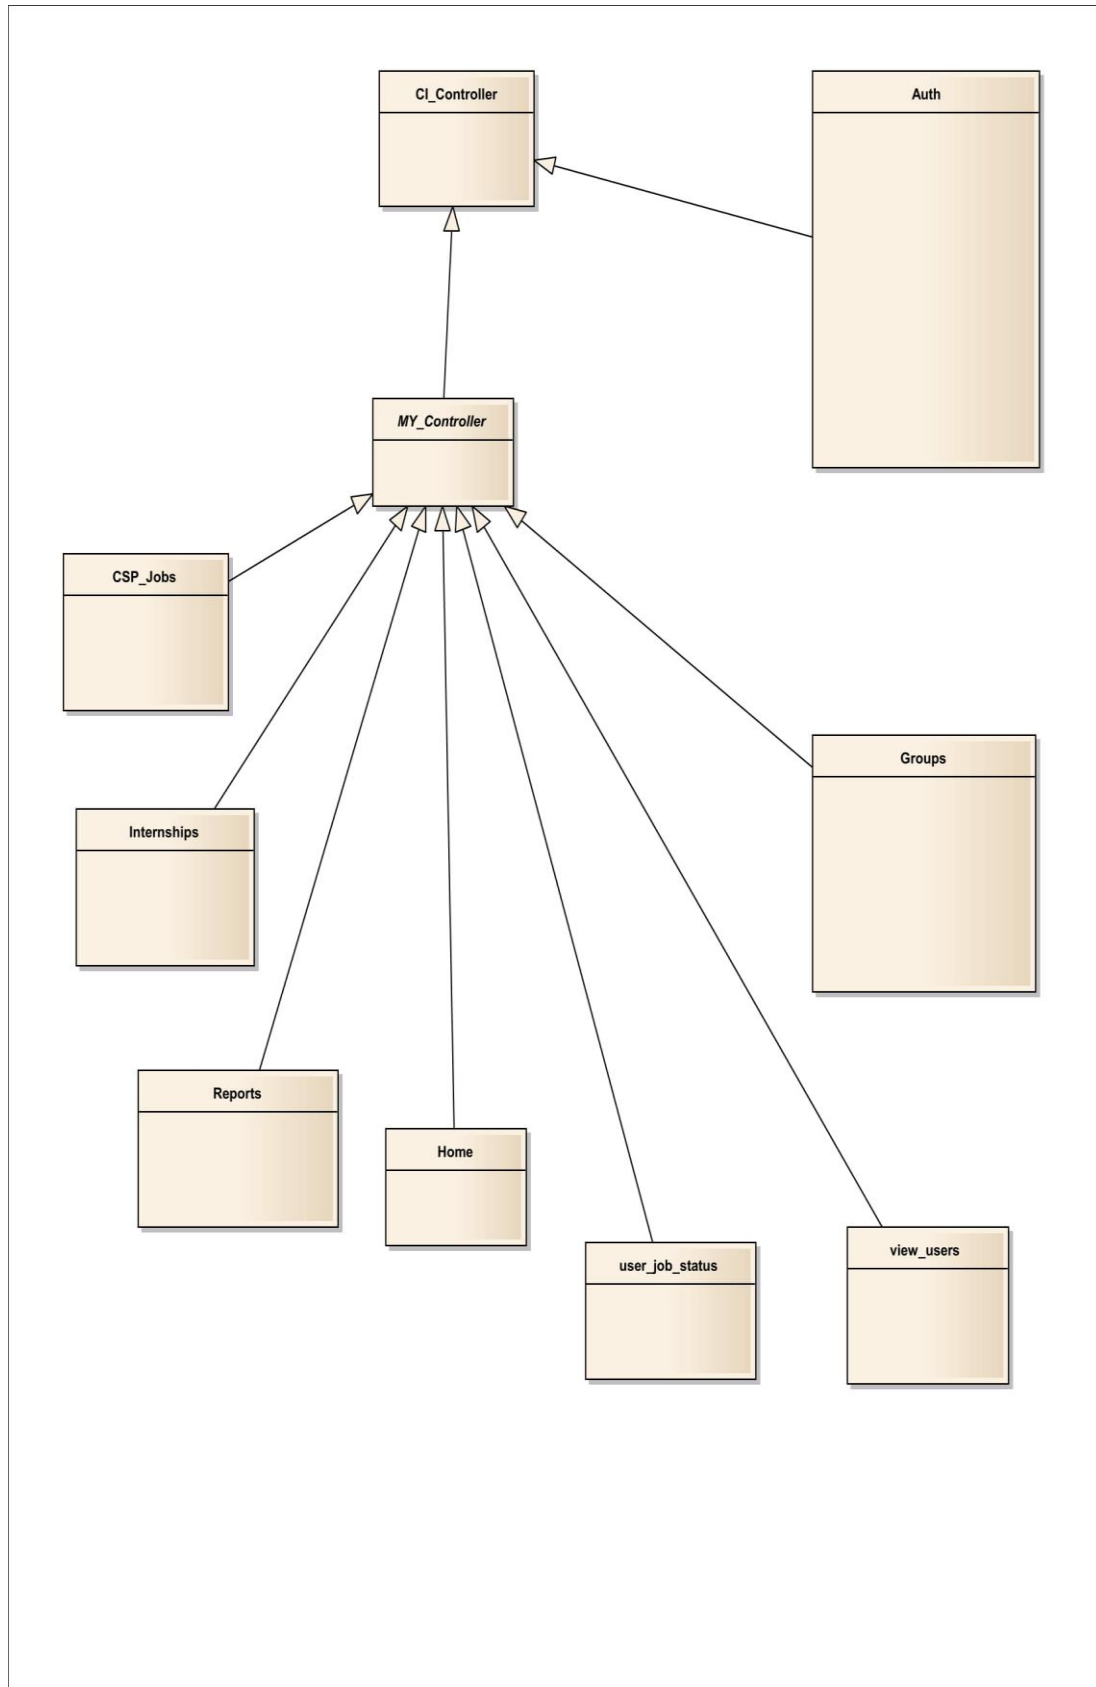 CI_Controller
Auth
MY_Controller
CSP_Jobs
Groups
Internships
Reports
Home
user_job_status
view_users